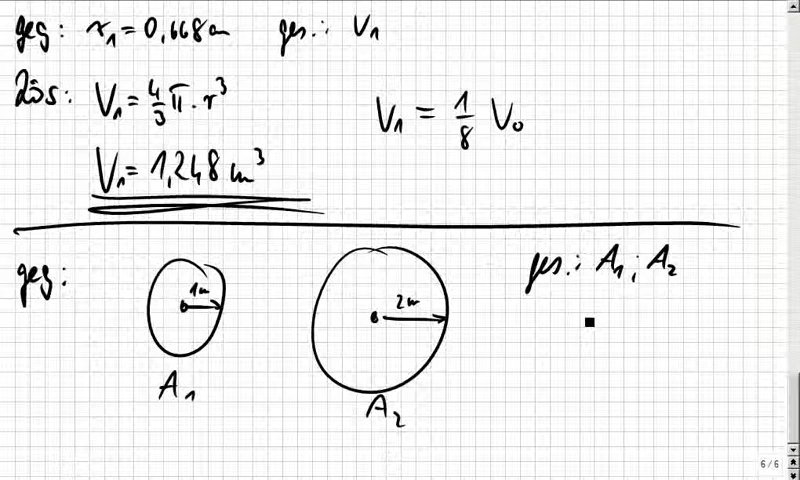 geg: r₁ = 0,668m ges.: V₁
Lös: V₁ = 4/3 π · r³
V₁ = 1/8 V₀
V₁ = 1,248 m³
geg: ges.: A₁; A₂
1m 2m
A₁ A₂
6/6